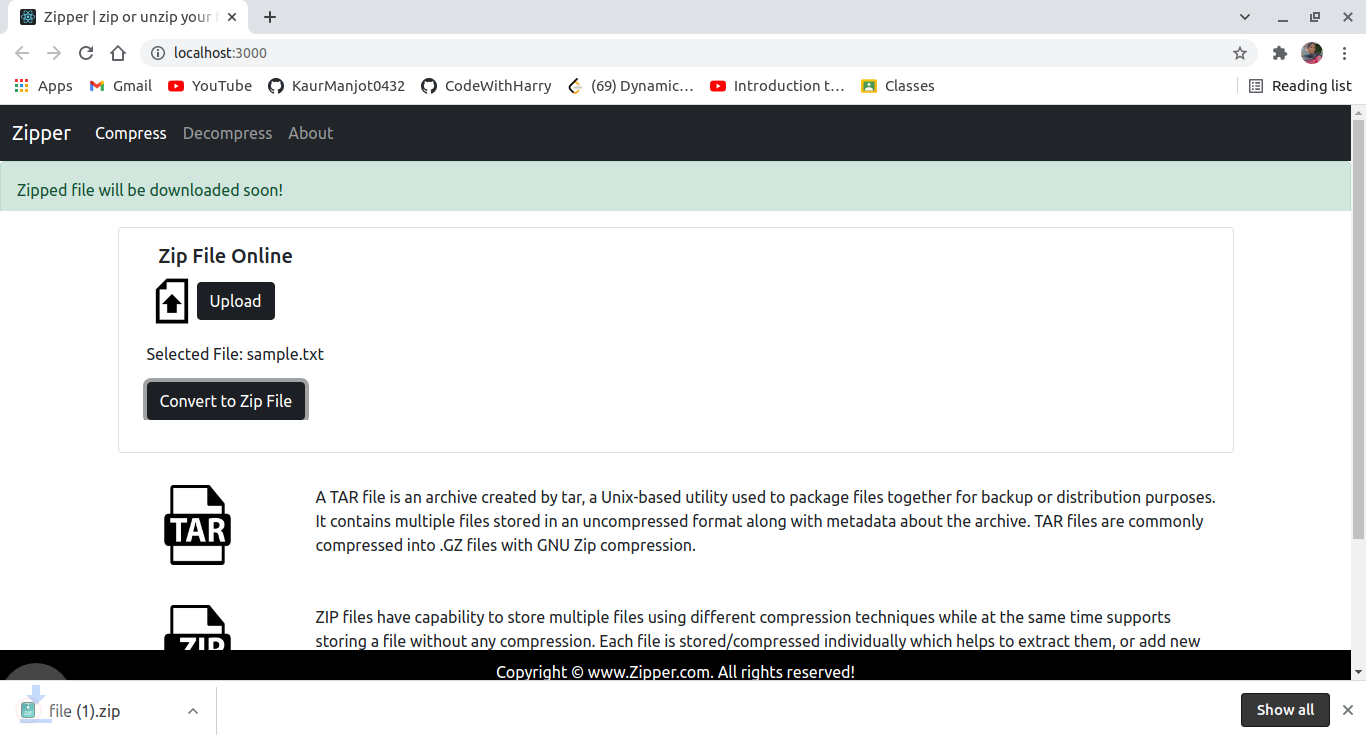 Zipper | zip or unzip your
localhost:3000
Apps Gmail YouTube KaurManjot0432 CodeWithHarry (69) Dynamic... Introduction t... Classes Reading list
Zipper Compress Decompress About
Zipped file will be downloaded soon!
Zip File Online
Upload
Selected File: sample.txt
Convert to Zip File
TAR
A TAR file is an archive created by tar, a Unix-based utility used to package files together for backup or distribution purposes.
It contains multiple files stored in an uncompressed format along with metadata about the archive. TAR files are commonly
compressed into .GZ files with GNU Zip compression.
ZIP
ZIP files have capability to store multiple files using different compression techniques while at the same time supports
storing a file without any compression. Each file is stored/compressed individually which helps to extract them, or add new
Copyright © www.Zipper.com. All rights reserved!
file (1).zip Show all